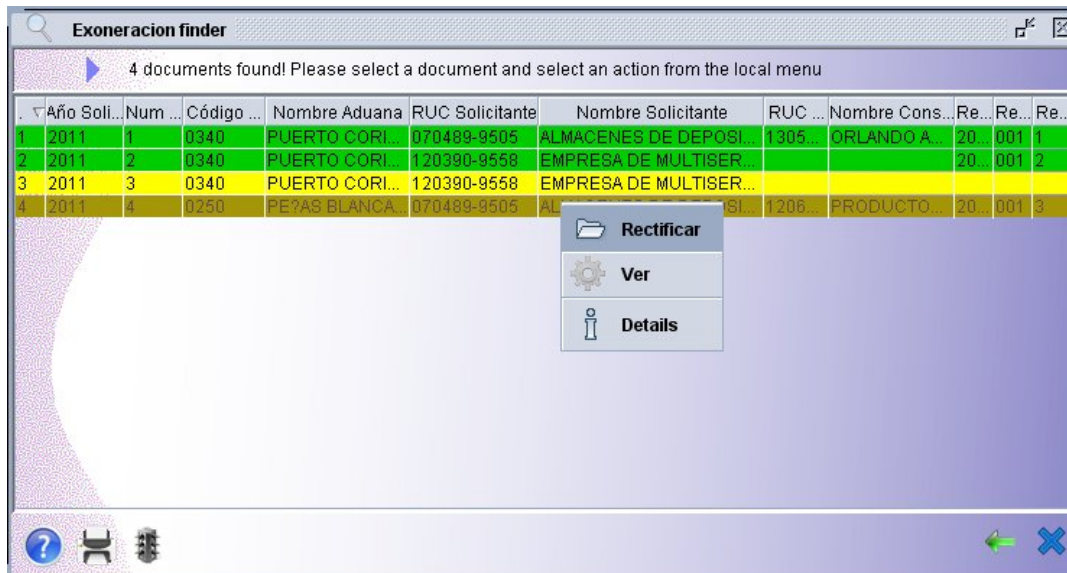 Exoneracion finder
4 documents found! Please select a document and select an action from the local menu
. Año Soli... Num ... Código ... Nombre Aduana RUC Solicitante Nombre Solicitante RUC ... Nombre Cons... Re... Re... Re...
1 2011 1 0340 PUERTO CORI... 070489-9505 ALMACENES DE DEPOSI... 1305... ORLANDO A... 20... 001 1
2 2011 2 0340 PUERTO CORI... 120390-9558 EMPRESA DE MULTISER... 20... 001 2
3 2011 3 0340 PUERTO CORI... 120390-9558 EMPRESA DE MULTISER...
4 2011 4 0250 PE?AS BLANCA... 070489-9505 1206... PRODUCTO... 20... 001 3
Rectificar
Ver
Details